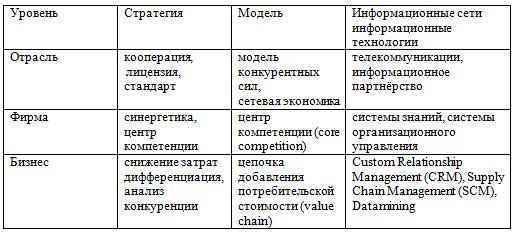 Уровень
Стратегия
Модель
Информационные сети
информационные
технологии
Отрасль
кооперация,
лицензия,
стандарт
модель
конкурентных
сил,
сетевая экономика
телекоммуникации,
информационное
партнёрство
Фирма
синергетика,
центр
компетенции
центр
компетенции (core
competition)
системы знаний, системы
организационного
управления
Бизнес
снижение затрат
дифференциация,
анализ
конкуренции
цепочка
добавления
потребительской
стоимости (value
chain)
Custom Relationship
Management (CRM), Supply
Chain Management (SCM),
Datamining